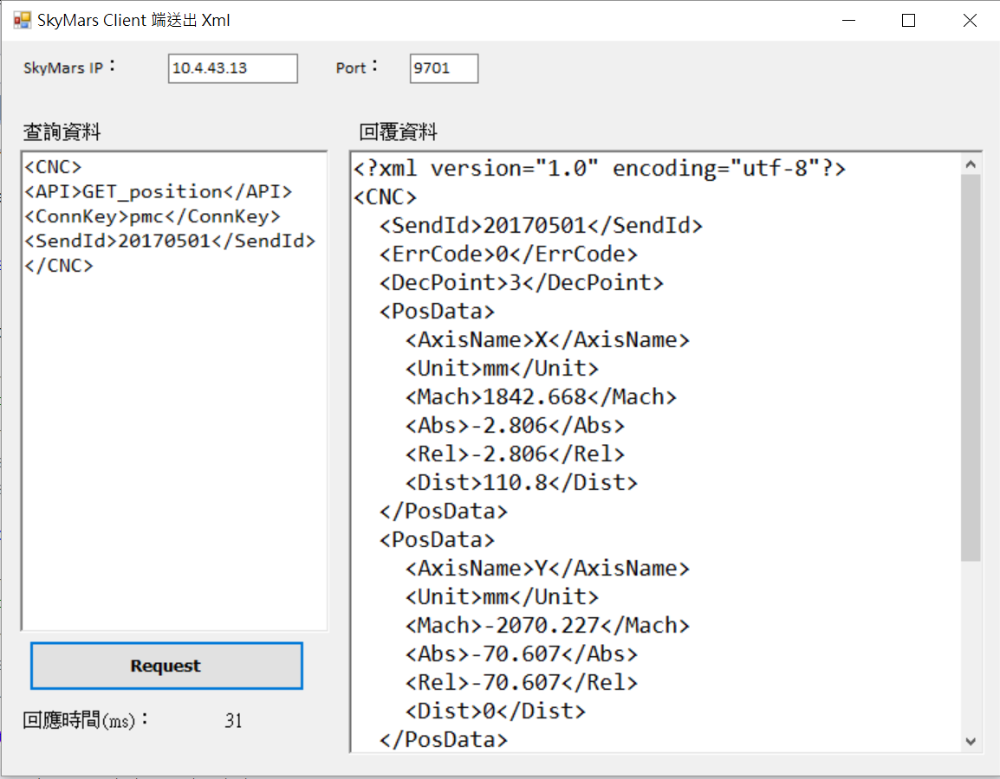 SkyMars Client 端送出 Xml
SkyMars IP： 10.4.43.13 Port： 9701
查詢資料
<CNC>
<API>GET_position</API>
<ConnKey>pmc</ConnKey>
<SendId>20170501</SendId>
</CNC>
Request
回應時間(ms)： 31
回覆資料
<?xml version="1.0" encoding="utf-8"?>
<CNC>
  <SendId>20170501</SendId>
  <ErrCode>0</ErrCode>
  <DecPoint>3</DecPoint>
  <PosData>
    <AxisName>X</AxisName>
    <Unit>mm</Unit>
    <Mach>1842.668</Mach>
    <Abs>-2.806</Abs>
    <Rel>-2.806</Rel>
    <Dist>110.8</Dist>
  </PosData>
  <PosData>
    <AxisName>Y</AxisName>
    <Unit>mm</Unit>
    <Mach>-2070.227</Mach>
    <Abs>-70.607</Abs>
    <Rel>-70.607</Rel>
    <Dist>0</Dist>
  </PosData>